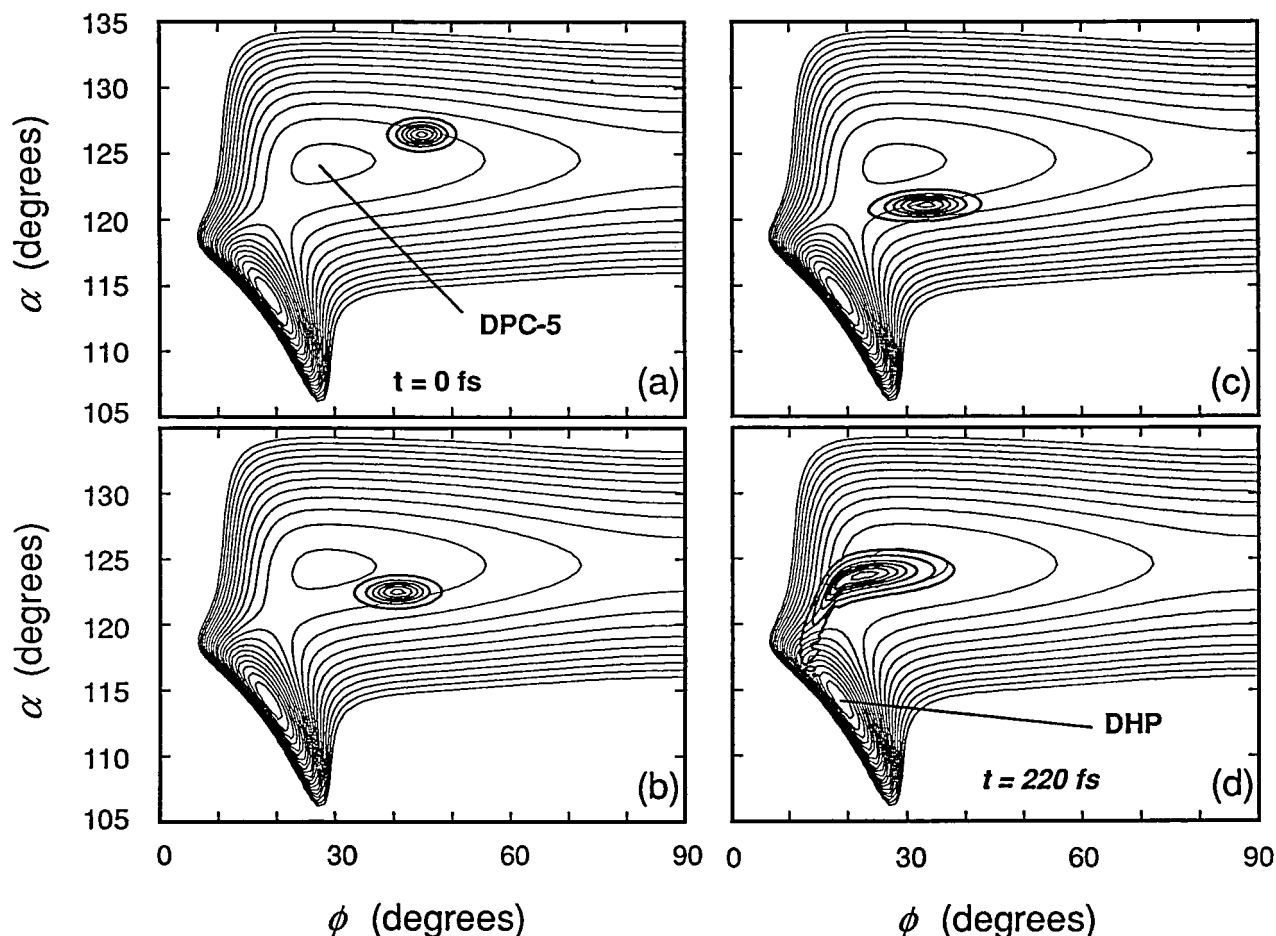 135
130
125
120
115
110
105
α (degrees)
DPC-5
t = 0 fs
(a)
(c)
130
125
120
115
110
105
α (degrees)
(b)
DHP
t = 220 fs
(d)
0 30 60 90
0 30 60 90
ϕ (degrees)
ϕ (degrees)